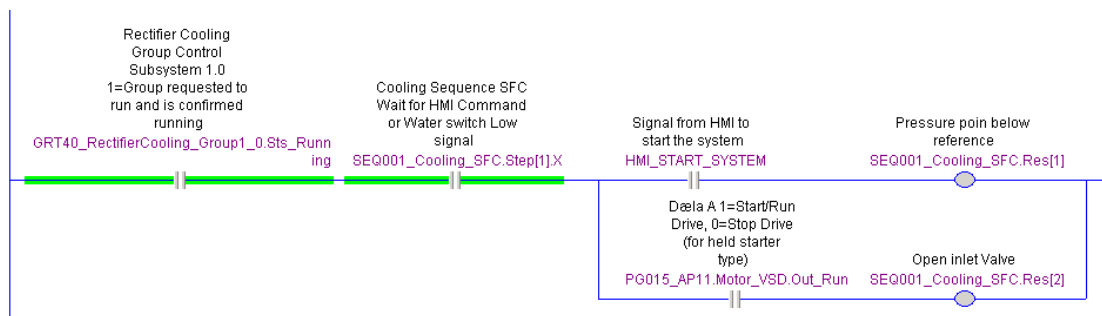 Rectifier Cooling
Group Control
Subsystem 1.0
1=Group requested to
run and is confirmed
running
GRT40_RectifierCooling_Group1_0.Sts_Runn
ing
Cooling Sequence SFC
Wait for HMI Command
or Water switch Low
signal
SEQ001_Cooling_SFC.Step[1].X
Signal from HMI to
start the system
HMI_START_SYSTEM
Pressure poin below
reference
SEQ001_Cooling_SFC.Res[1]
Dæla A 1=Start/Run
Drive, 0=Stop Drive
(for held starter
type)
PG015_AP11.Motor_VSD.Out_Run
Open inlet Valve
SEQ001_Cooling_SFC.Res[2]